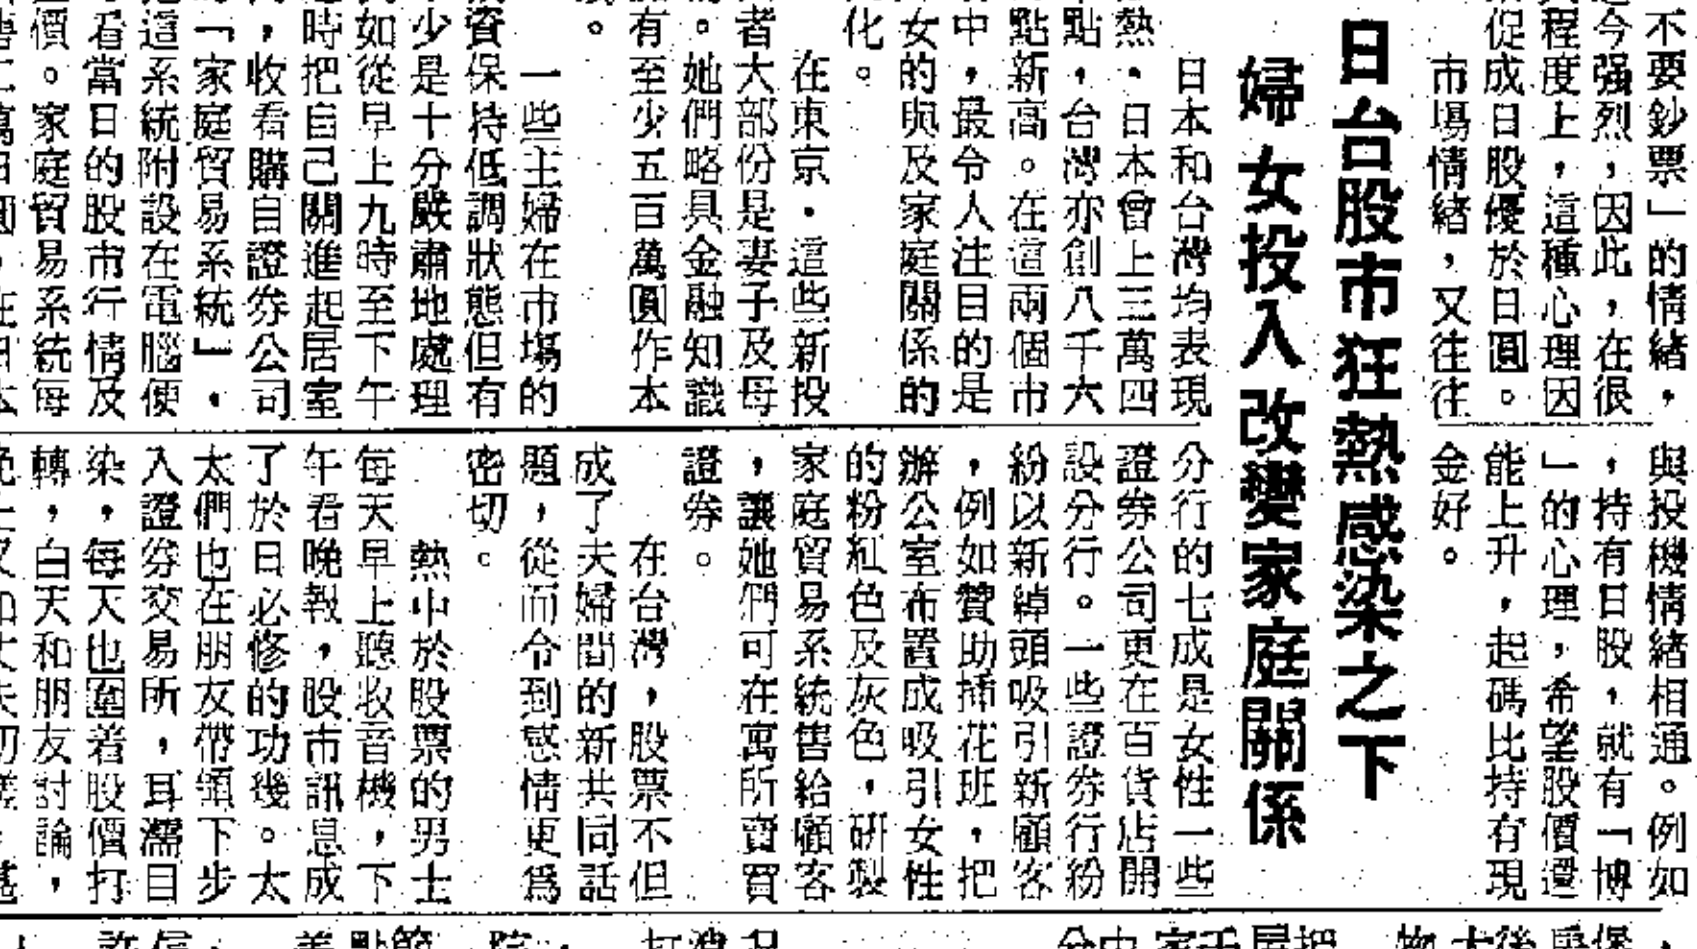 不要鈔票」的情緒，
今强烈，因此，在很
程度上，這種心理因
促成日股優於日圓。
市場情緒，又往往
與投機情緒相通。例如
，持有日股，就有「博
一」的心理，希望股價還
能上升，起碼比持有現
金好。
日台股市狂熱感染之下
婦女投入改變家庭關係
日本和台灣均表現
熱，日本曾上三萬四
點，台灣亦創八千六
點新高。在這兩個市
中，最令人注目的是
女的與及家庭關係的
化。
在東京，這些新投
者大部份是妻子及母
。她們略具金融知識
有至少五百萬圓作本
。
一些主婦在市場的
資保持低調狀態但有
少是十分嚴肅地處理
如從早上九時至下午
時把自己關進起居室
，收看購自證券公司
「家庭貿易系統」，
這系統附設在電腦便
看當日的股市行情及
價。家庭貿易系統每
分行的七成是女性一些
證券公司更在百貨店開
設分行。一些證券行紛
紛以新綽頭吸引新顧客
，例如贊助插花班，把
辦公室布置成吸引女性
的粉紅色及灰色，研製
家庭貿易系統售給顧客
，讓她們可在寓所賣買
證券。
在台灣，股票不但
成了夫婦間的新共同話
題，從而令到感情更爲
密切。
熱中於股票的男士
每天早上聽收音機，下
午看晚報，股市訊息成
了於日必修的功幾。太
太們也在朋友帶領下步
入證券交易所，耳濡目
染，每天也圍着股價打
轉，白天和朋友討論，